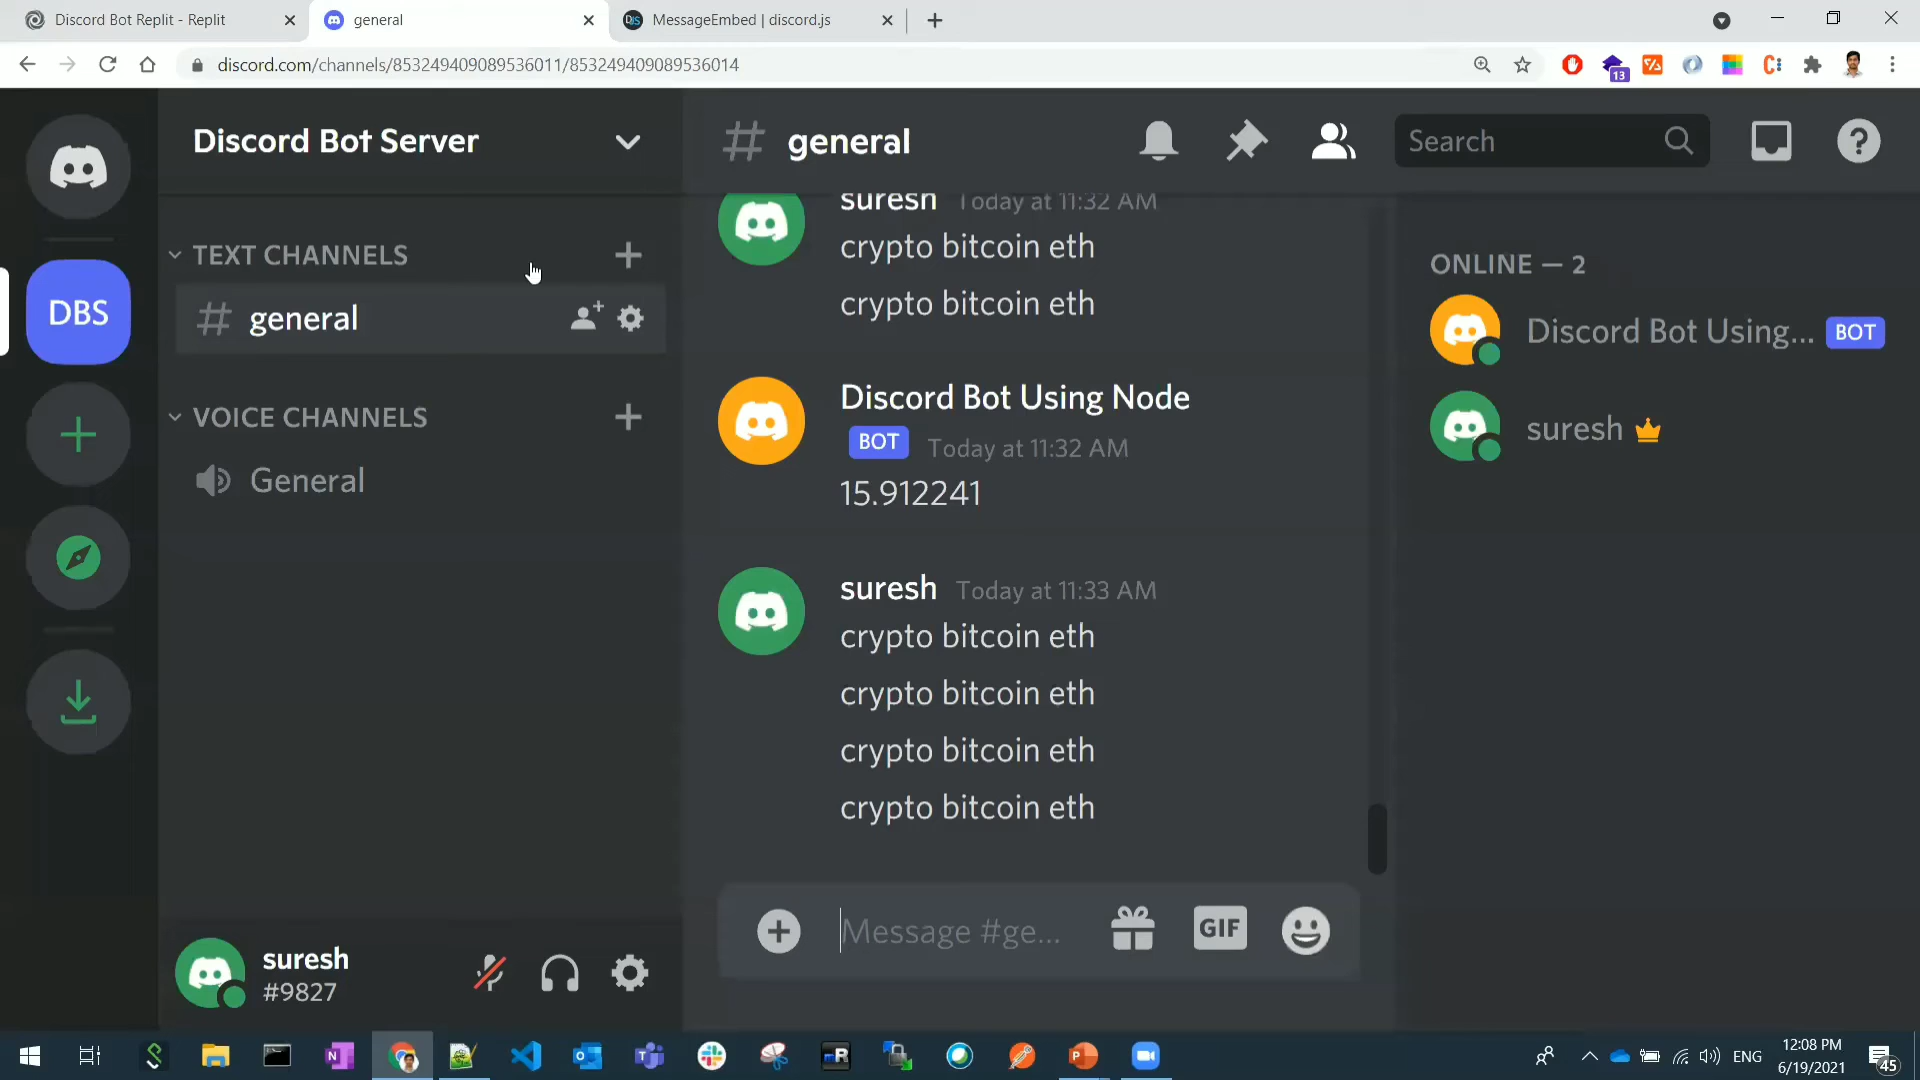 Discord Bot Replit - Replit
general
MessageEmbed | discord.js
discord.com/channels/853249409089536011/853249409089536014
13
Discord Bot Server
general
Search
TEXT CHANNELS
general
VOICE CHANNELS
General
DBS
suresh Today at 11:32 AM
crypto bitcoin eth
crypto bitcoin eth
Discord Bot Using Node
BOT Today at 11:32 AM
15.912241
suresh Today at 11:33 AM
crypto bitcoin eth
crypto bitcoin eth
crypto bitcoin eth
crypto bitcoin eth
Message #ge...
GIF
ONLINE — 2
Discord Bot Using... BOT
suresh
suresh
#9827
ENG
12:08 PM
6/19/2021
45